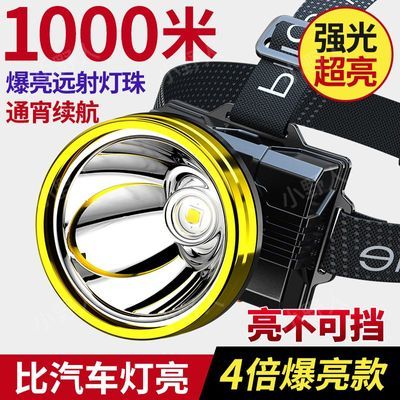 1000米
强光
超亮
爆亮远射灯珠
通宵续航
亮不可挡
比汽车灯亮
4倍爆亮款